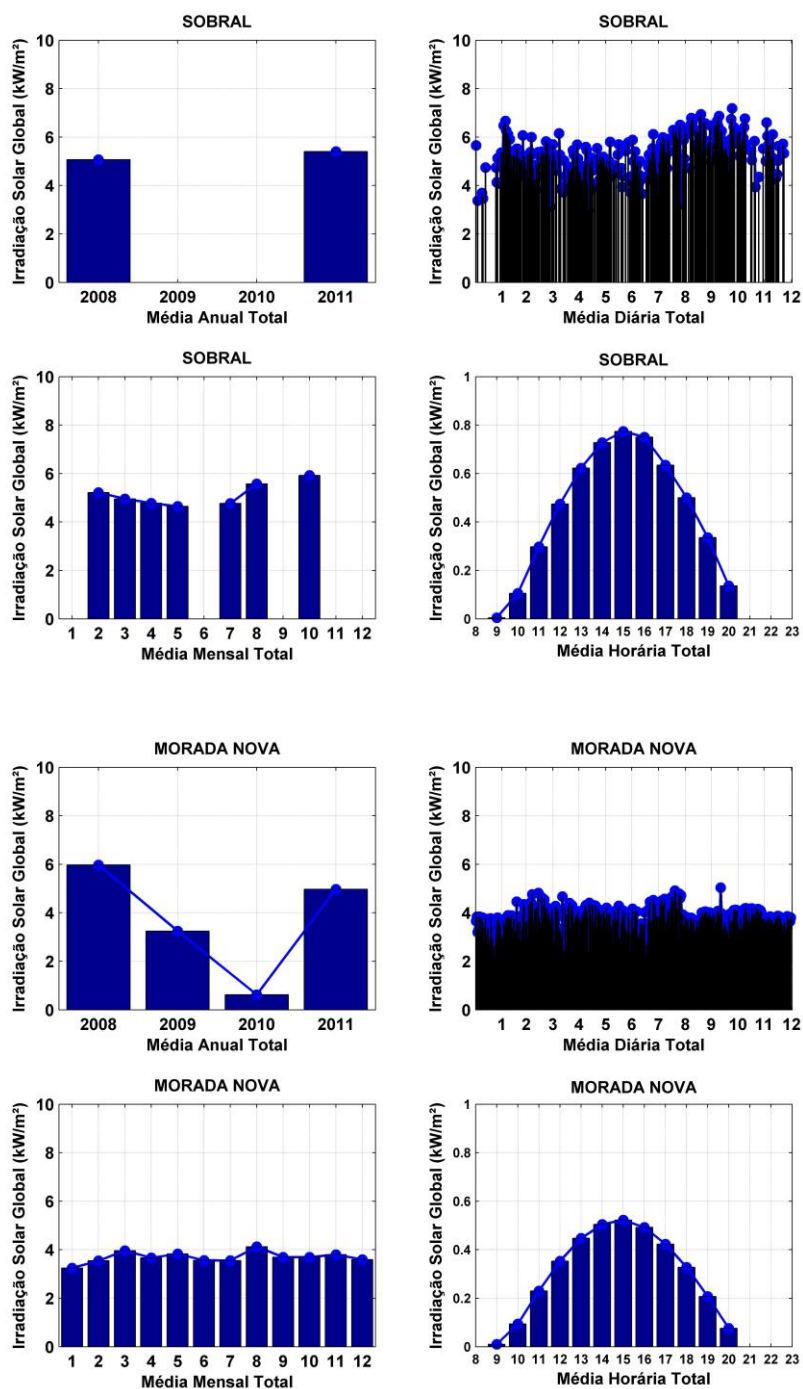 SOBRAL
Irradiação Solar Global (kW/m²)
10
8
6
4
2
0
2008 2009 2010 2011
Média Anual Total
SOBRAL
Irradiação Solar Global (kW/m²)
10
8
6
4
2
0
1 2 3 4 5 6 7 8 9 10 11 12
Média Diária Total
SOBRAL
Irradiação Solar Global (kW/m²)
10
8
6
4
2
0
1 2 3 4 5 6 7 8 9 10 11 12
Média Mensal Total
SOBRAL
Irradiação Solar Global (kW/m²)
1
0.8
0.6
0.4
0.2
0
8 9 10 11 12 13 14 15 16 17 18 19 20 21 22 23
Média Horária Total
MORADA NOVA
Irradiação Solar Global (kW/m²)
10
8
6
4
2
0
2008 2009 2010 2011
Média Anual Total
MORADA NOVA
Irradiação Solar Global (kW/m²)
10
8
6
4
2
0
1 2 3 4 5 6 7 8 9 10 11 12
Média Diária Total
MORADA NOVA
Irradiação Solar Global (kW/m²)
10
8
6
4
2
0
1 2 3 4 5 6 7 8 9 10 11 12
Média Mensal Total
MORADA NOVA
Irradiação Solar Global (kW/m²)
1
0.8
0.6
0.4
0.2
0
8 9 10 11 12 13 14 15 16 17 18 19 20 21 22 23
Média Horária Total